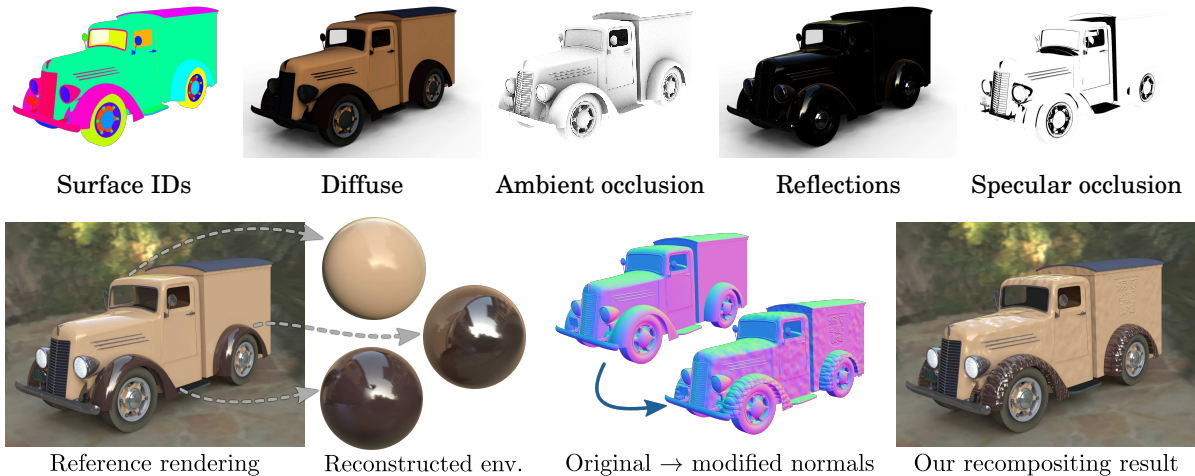 Surface IDs
Diffuse
Ambient occlusion
Reflections
Specular occlusion
Reference rendering
Reconstructed env.
Original → modified normals
Our recompositing result